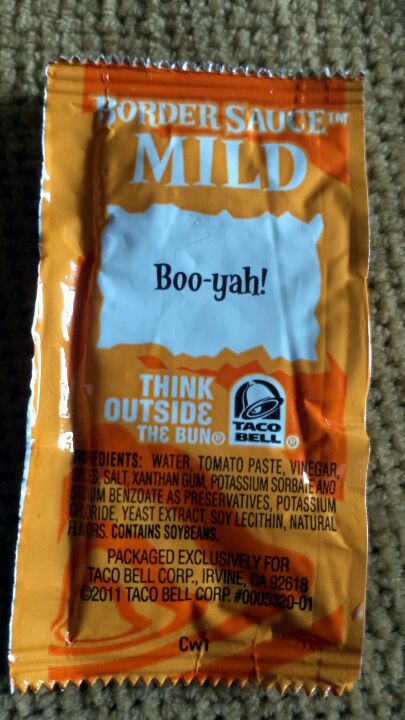 BORDER SAUCE™
MILD
Boo-yah!
THINK
OUTSIDE
THE BUN®
TACO
BELL®
INGREDIENTS: WATER, TOMATO PASTE, VINEGAR,
SPICES, SALT, XANTHAN GUM, POTASSIUM SORBATE AND
SODIUM BENZOATE AS PRESERVATIVES, POTASSIUM
CHLORIDE, YEAST EXTRACT, SOY LECITHIN, NATURAL
FLAVORS. CONTAINS SOYBEANS.
PACKAGED EXCLUSIVELY FOR
TACO BELL CORP., IRVINE, CA 92618
©2011 TACO BELL CORP. #0005320-01
CW1